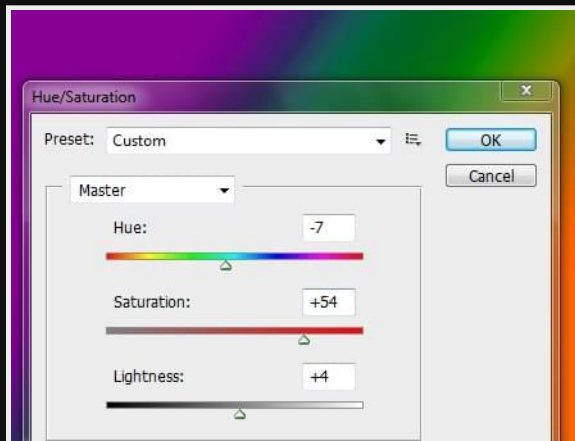 Hue/Saturation
Preset: Custom
OK
Cancel
Master
Hue: -7
Saturation: +54
Lightness: +4